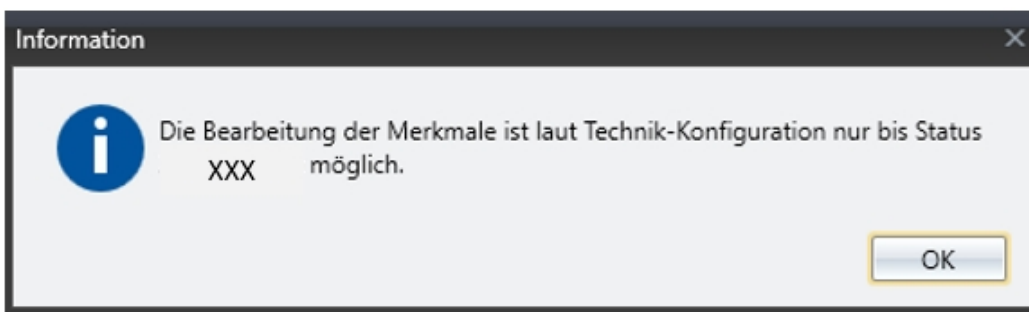 Information
Die Bearbeitung der Merkmale ist laut Technik-Konfiguration nur bis Status
XXX möglich.
OK